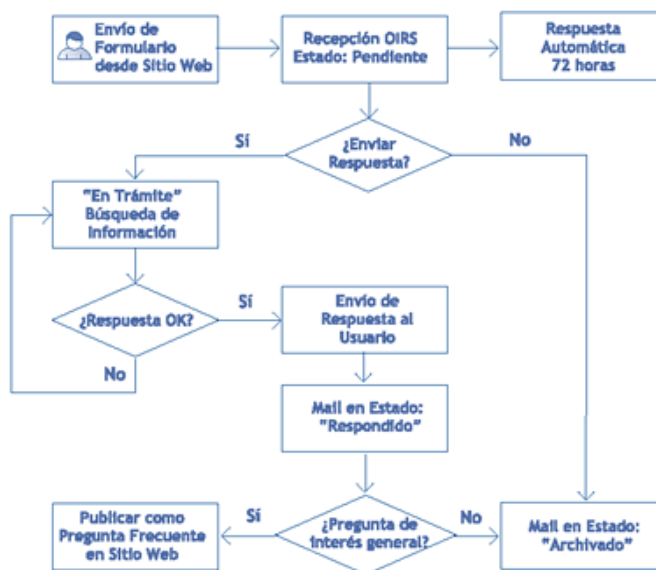 Envío de
Formulario
desde Sitio Web
Recepción OIRS
Estado: Pendiente
Respuesta
Automática
72 horas
Sí
¿Enviar
Respuesta?
No
"En Trámite"
Búsqueda de
Información
¿Respuesta OK?
Sí
No
Envío de
Respuesta al
Usuario
Mail en Estado:
"Respondido"
Publicar como
Pregunta Frecuente
en Sitio Web
Sí
¿Pregunta de
interés general?
No
Mail en Estado:
"Archivado"